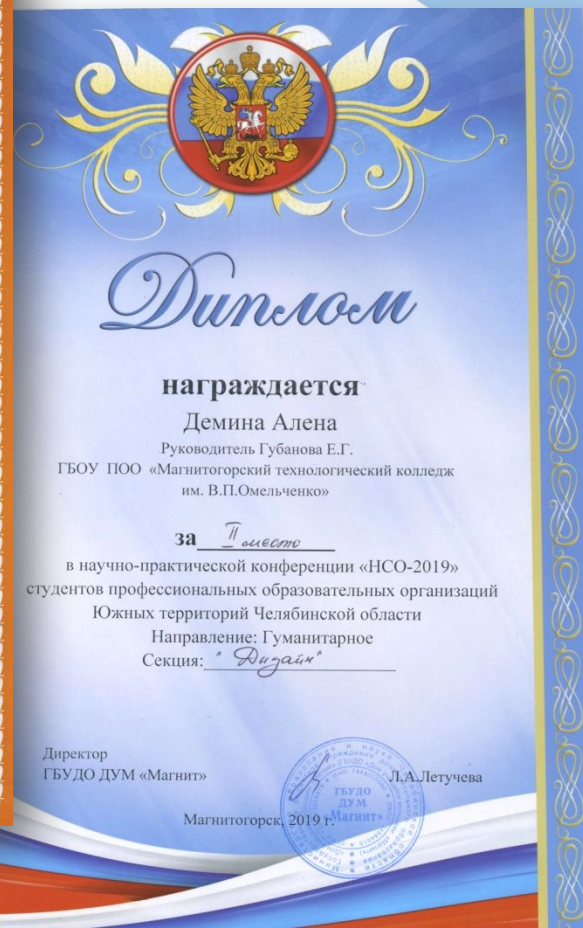 Диплом
награждается
Демина Алена
Руководитель Губанова Е.Г.
ГБОУ ПОО «Магнитогорский технологический колледж
им. В.П.Омельченко»
за II место
в научно-практической конференции «НСО-2019»
студентов профессиональных образовательных организаций
Южных территорий Челябинской области
Направление: Гуманитарное
Секция: "Дизайн"
Директор
ГБУДО ДУМ «Магнит»
Л.А.Летучева
ГБУДО
ДУМ
«Магнит»
Магнитогорск, 2019 г.